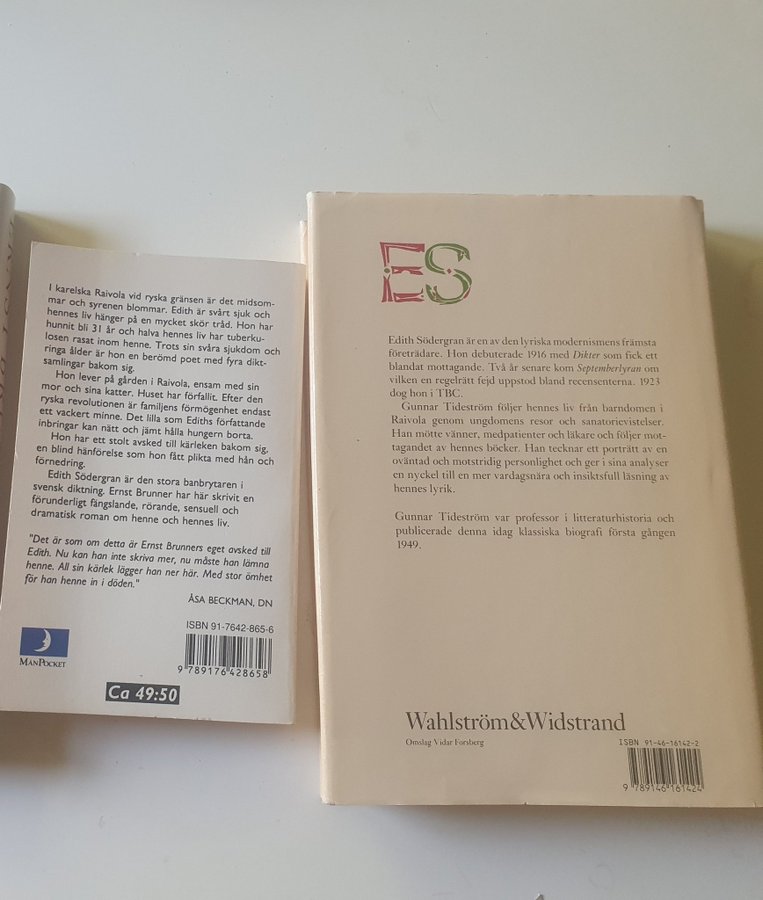 I karelska Raivola vid ryska gränsen är det midsom-
mar och syrenen blommar. Edith är svårt sjuk och
hennes liv hänger på en mycket skör tråd. Hon har
hunnit bli 31 år och halva hennes liv har tuberku-
losen rasat inom henne. Trots sin svåra sjukdom och
ringa ålder är hon en berömd poet med fyra dikt-
samlingar bakom sig.
Hon lever på gården i Raivola, ensam med sin
mor och sina katter. Huset har förfallit. Efter den
ryska revolutionen är familjens förmögenhet endast
ett vackert minne. Det lilla som Ediths författande
inbringar kan nätt och jämt hålla hungern borta.
Hon har ett stolt avsked till kärleken bakom sig,
en blind hänförelse som hon fått plikta med hån och
förnedring.
Edith Södergran är den stora banbrytaren i
svensk diktning. Ernst Brunner har här skrivit en
förunderligt fängslande, rörande, sensuell och
dramatisk roman om henne och hennes liv.
"Det är som om detta är Ernst Brunners eget avsked till
Edith. Nu kan han inte skriva mer, nu måste han lämna
henne. All sin kärlek lägger han ner här. Med stor ömhet
för han henne in i döden."
ÅSA BECKMAN, DN
ISBN 91-7642-865-6
9 789176 428658
MÅNPOCKET
Ca 49:50
ES
Edith Södergran är en av den lyriska modernismens främsta
företrädare. Hon debuterade 1916 med Dikter som fick ett
blandat mottagande. Två år senare kom Septemberlyran om
vilken en regelrätt fejd uppstod bland recensenterna. 1923
dog hon i TBC.
Gunnar Tideström följer hennes liv från barndomen i
Raivola genom ungdomens resor och sanatorievistelser.
Han mötte vänner, medpatienter och läkare och följer mot-
tagandet av hennes böcker. Han tecknar ett porträtt av en
oväntad och motstridig personlighet och ger i sina analyser
en nyckel till en mer vardagsnära och insiktsfull läsning av
hennes lyrik.
Gunnar Tideström var professor i litteraturhistoria och
publicerade denna idag klassiska biografi första gången
1949.
Wahlström&Widstrand
Omslag Vidar Forsberg
ISBN 91-46-16142-2
9 789146 161424